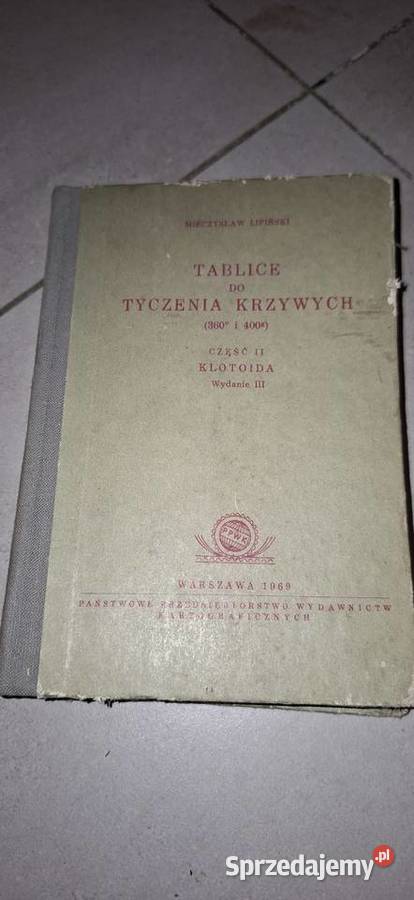 MIECZYSŁAW LIPIŃSKI
TABLICE
DO
TYCZENIA KRZYWYCH
(360° i 400ᵍ)
CZĘŚĆ II
KLOTOIDA
Wydanie III
PPWK
WARSZAWA 1969
PAŃSTWOWE PRZEDSIĘBIORSTWO WYDAWNICTW
KARTOGRAFICZNYCH
Sprzedajemy.pl